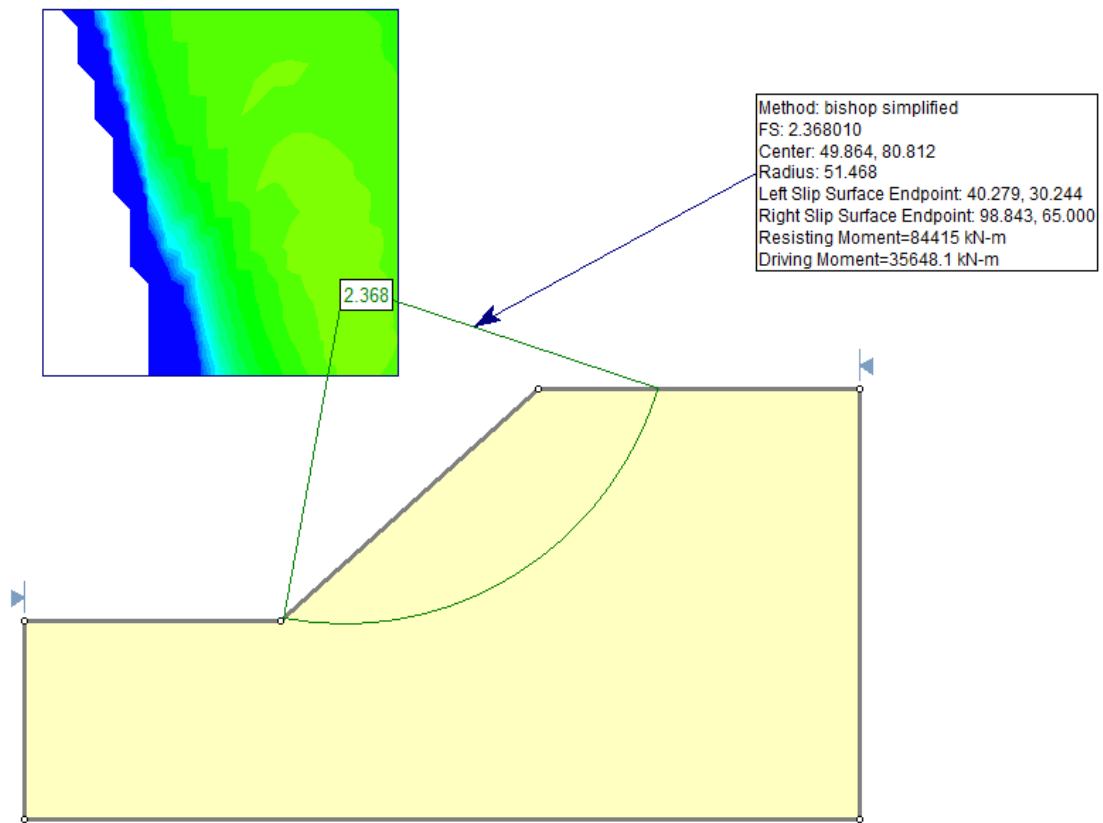 Method: bishop simplified
FS: 2.368010
Center: 49.864, 80.812
Radius: 51.468
Left Slip Surface Endpoint: 40.279, 30.244
Right Slip Surface Endpoint: 98.843, 65.000
Resisting Moment=84415 kN-m
Driving Moment=35648.1 kN-m
2.368